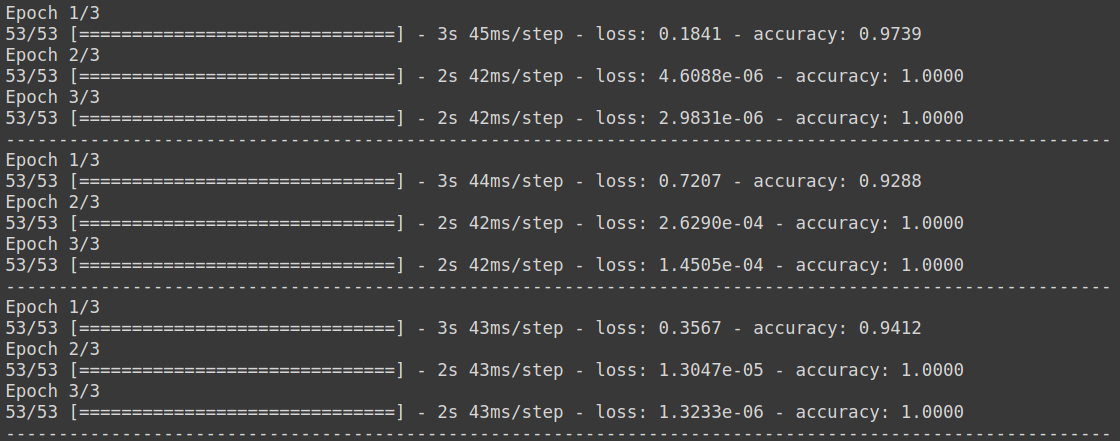 Epoch 1/3
53/53 [==============================] - 3s 45ms/step - loss: 0.1841 - accuracy: 0.9739
Epoch 2/3
53/53 [==============================] - 2s 42ms/step - loss: 4.6088e-06 - accuracy: 1.0000
Epoch 3/3
53/53 [==============================] - 2s 42ms/step - loss: 2.9831e-06 - accuracy: 1.0000
---------------------------------------------------------------------------------------------------------
Epoch 1/3
53/53 [==============================] - 3s 44ms/step - loss: 0.7207 - accuracy: 0.9288
Epoch 2/3
53/53 [==============================] - 2s 42ms/step - loss: 2.6290e-04 - accuracy: 1.0000
Epoch 3/3
53/53 [==============================] - 2s 42ms/step - loss: 1.4505e-04 - accuracy: 1.0000
---------------------------------------------------------------------------------------------------------
Epoch 1/3
53/53 [==============================] - 3s 43ms/step - loss: 0.3567 - accuracy: 0.9412
Epoch 2/3
53/53 [==============================] - 2s 43ms/step - loss: 1.3047e-05 - accuracy: 1.0000
Epoch 3/3
53/53 [==============================] - 2s 43ms/step - loss: 1.3233e-06 - accuracy: 1.0000
---------------------------------------------------------------------------------------------------------